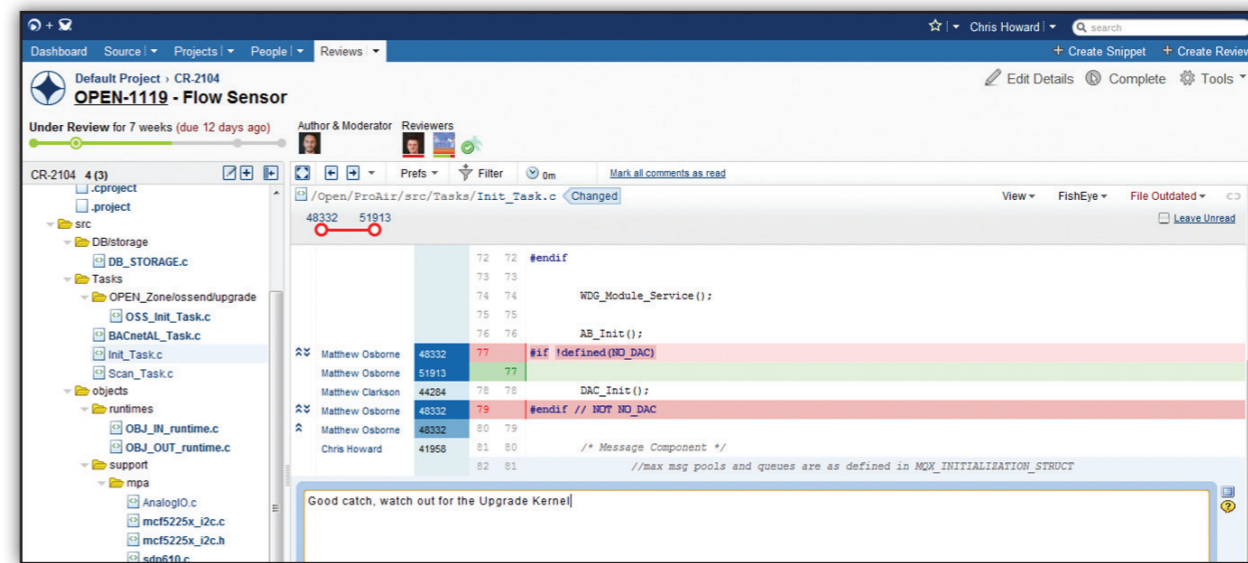 Chris Howard
search
Dashboard Source Projects People Reviews + Create Snippet + Create Review
Default Project › CR-2104
OPEN-1119 - Flow Sensor
Edit Details Complete Tools
Under Review for 7 weeks (due 12 days ago)
Author & Moderator Reviewers
CR-2104 4 (3)
Prefs Filter 0m Mark all comments as read
.cproject
.project
src
DB/storage
DB_STORAGE.c
Tasks
OPEN_Zone/ossend/upgrade
OSS_Init_Task.c
BACnetAL_Task.c
Init_Task.c
Scan_Task.c
objects
runtimes
OBJ_IN_runtime.c
OBJ_OUT_runtime.c
support
mpa
AnalogIO.c
mcf5225x_i2c.c
mcf5225x_i2c.h
sdp610.c
/Open/ProAir/src/Tasks/Init_Task.c Changed
View FishEye File Outdated
48332 51913
Leave Unread
72 72 #endif
73 73
74 74 WDG_Module_Service();
75 75
76 76 AB_Init();
Matthew Osborne 48332 77 #if !defined(NO_DAC)
Matthew Osborne 51913 77
Matthew Clarkson 44284 78 78 DAC_Init();
Matthew Osborne 48332 79 #endif // NOT NO_DAC
Matthew Osborne 48332 80 79
Chris Howard 41958 81 80 /* Message Component */
82 81 //max msg pools and queues are as defined in MQX_INITIALIZATION_STRUCT
Good catch, watch out for the Upgrade Kernel